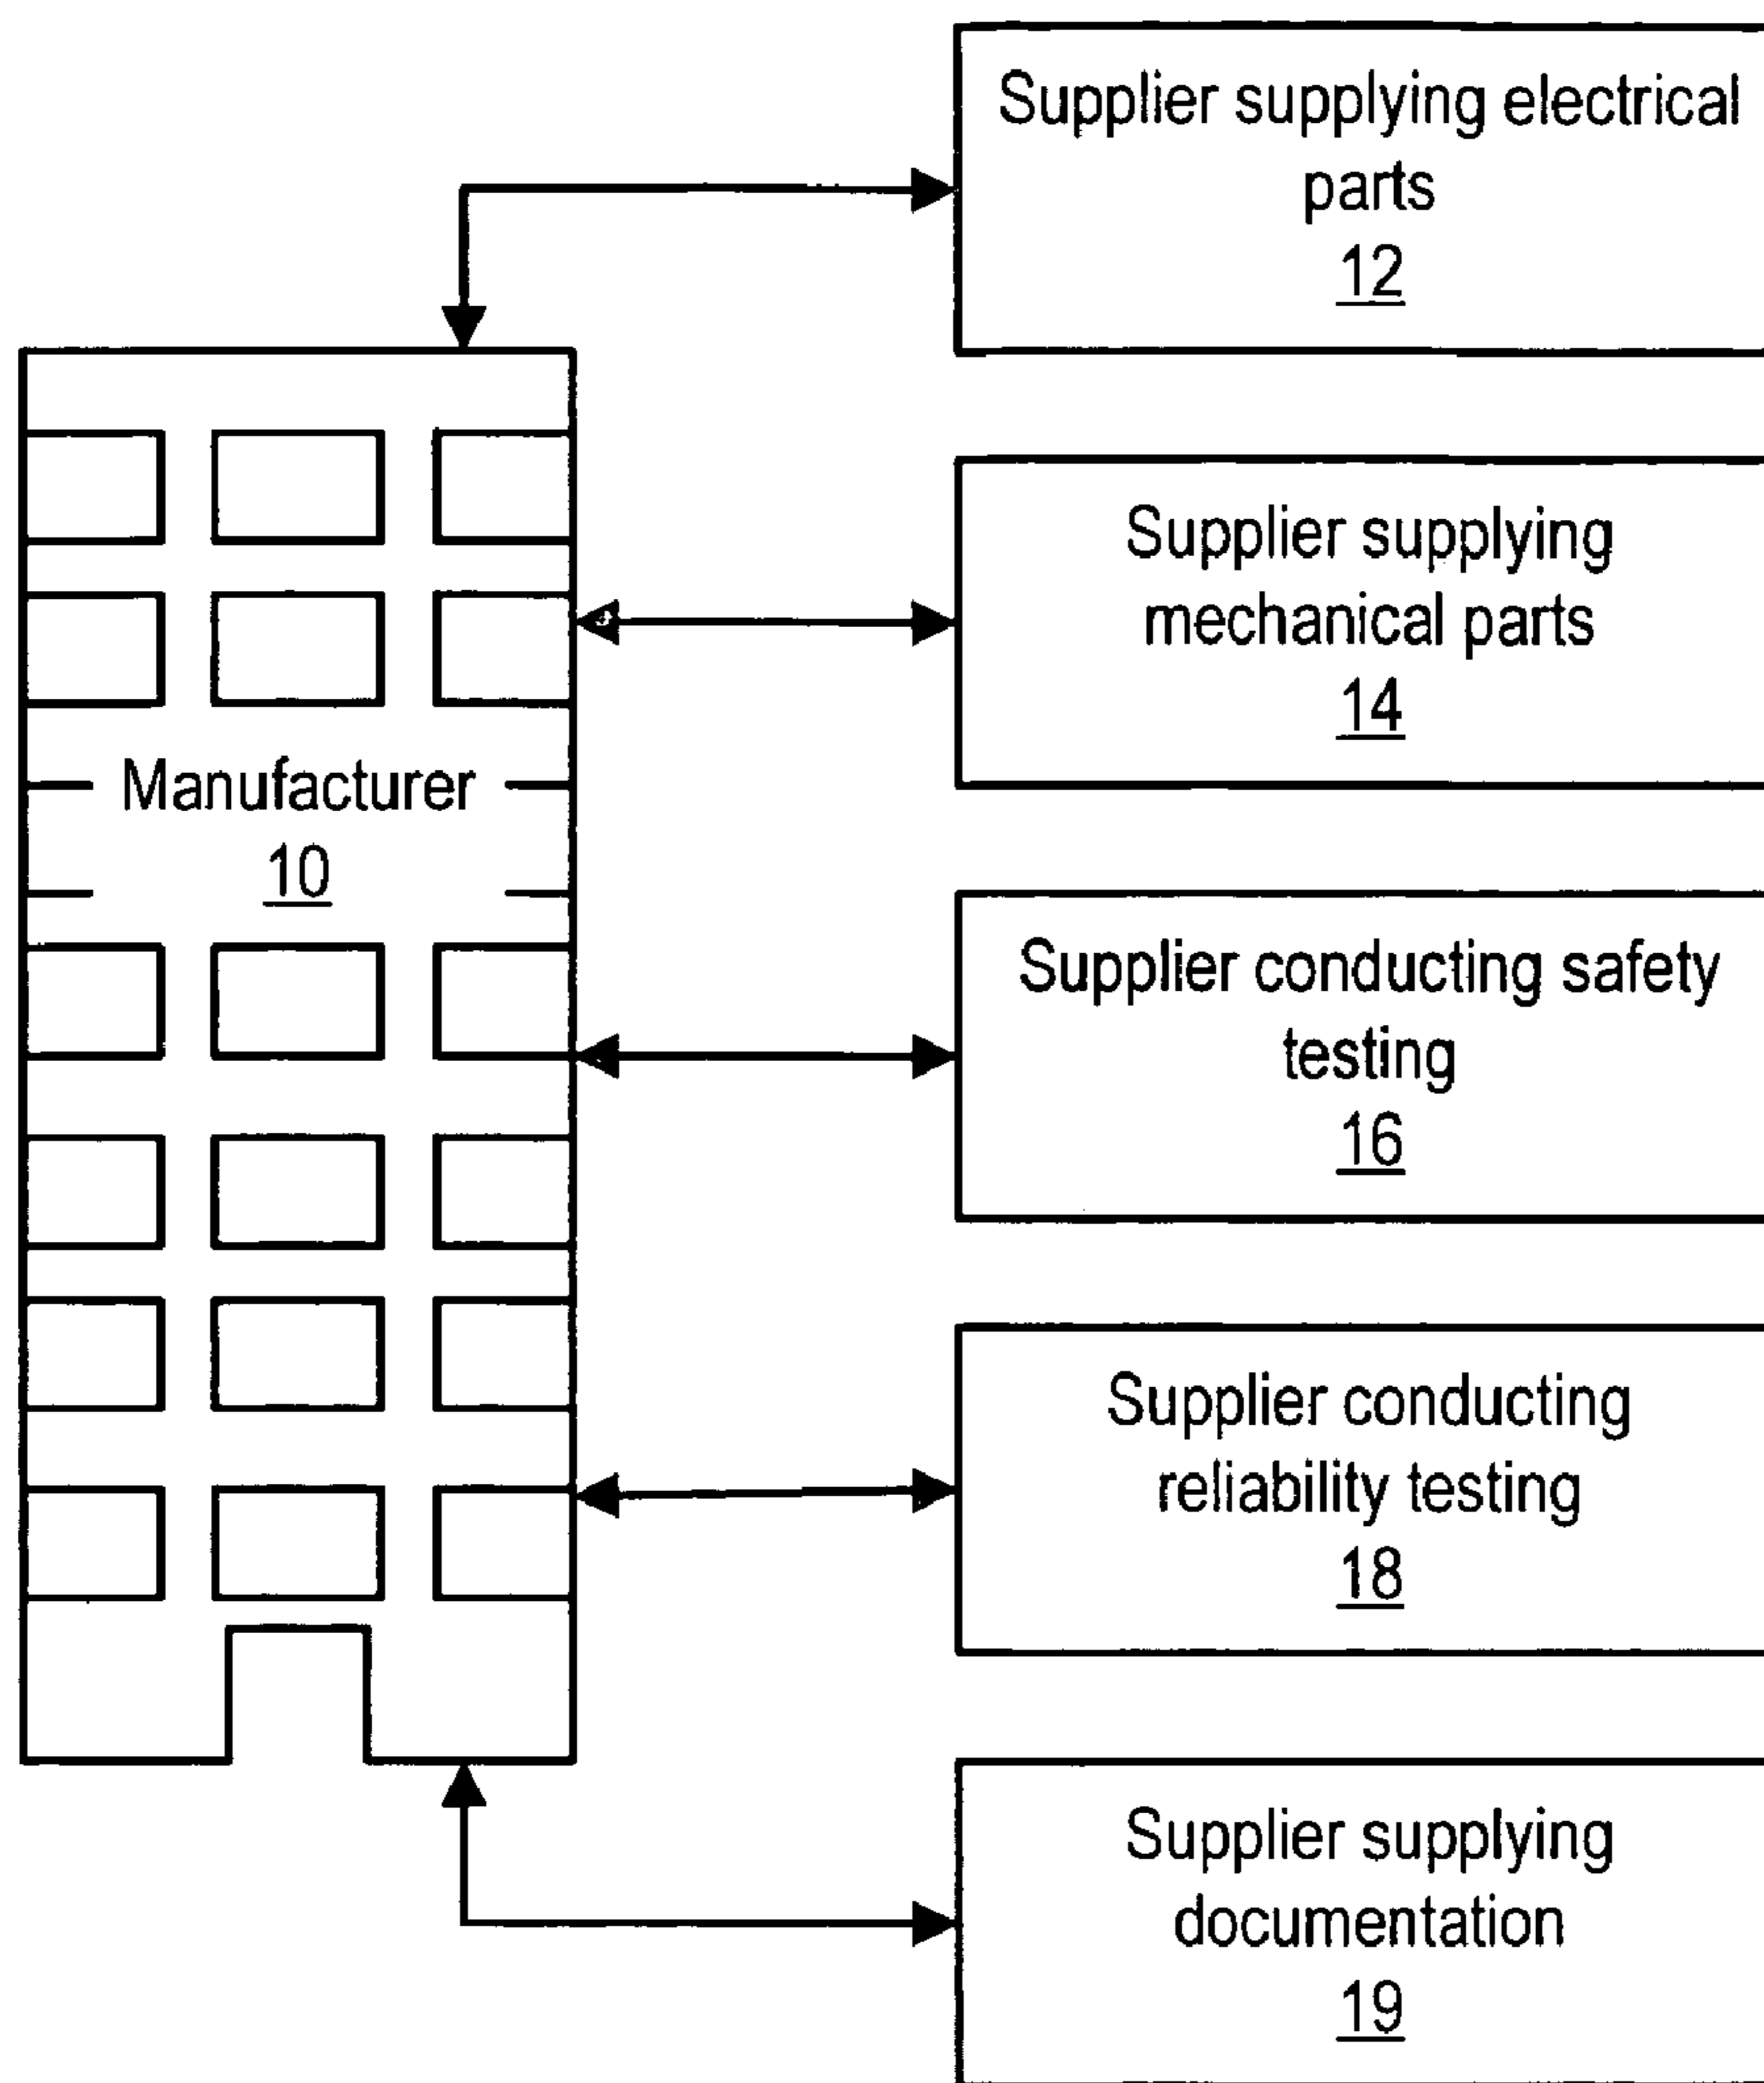 Supplier supplying electrical
parts
12
Supplier supplying
mechanical parts
14
Manufacturer
10
Supplier conducting safety
testing
16
Supplier conducting
reliability testing
18
Supplier supplying
documentation
19